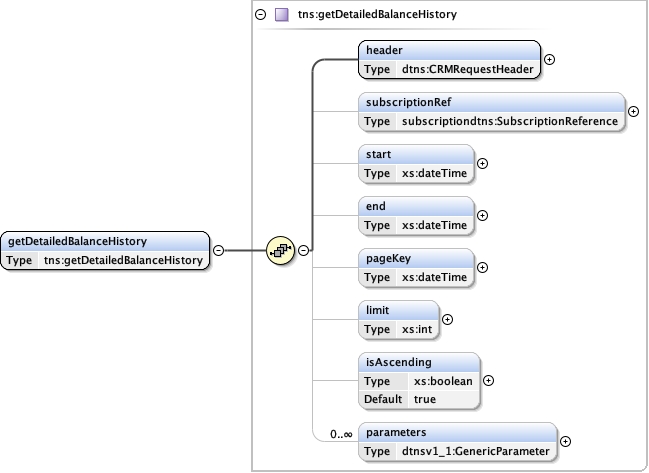 tns:getDetailedBalanceHistory
header
Type dtns:CRMRequestHeader
subscriptionRef
Type subscriptiondtns:SubscriptionReference
start
Type xs:dateTime
end
Type xs:dateTime
getDetailedBalanceHistory
Type tns:getDetailedBalanceHistory
pageKey
Type xs:dateTime
limit
Type xs:int
isAscending
Type xs:boolean
Default true
0..∞
parameters
Type dtnsv1_1:GenericParameter